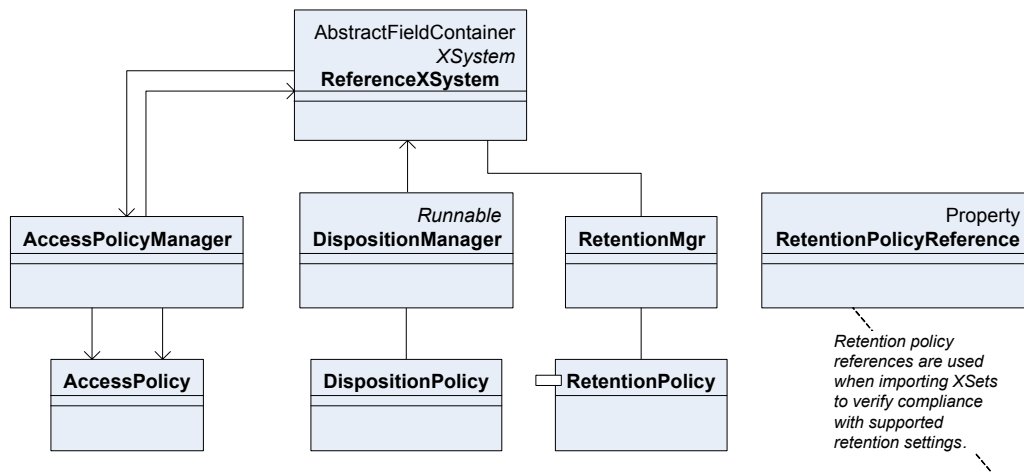 AbstractFieldContainer
XSystem
ReferenceXSystem
AccessPolicyManager
Runnable
DispositionManager
RetentionMgr
Property
RetentionPolicyReference
AccessPolicy
DispositionPolicy
RetentionPolicy
Retention policy
references are used
when importing XSets
to verify compliance
with supported
retention settings.